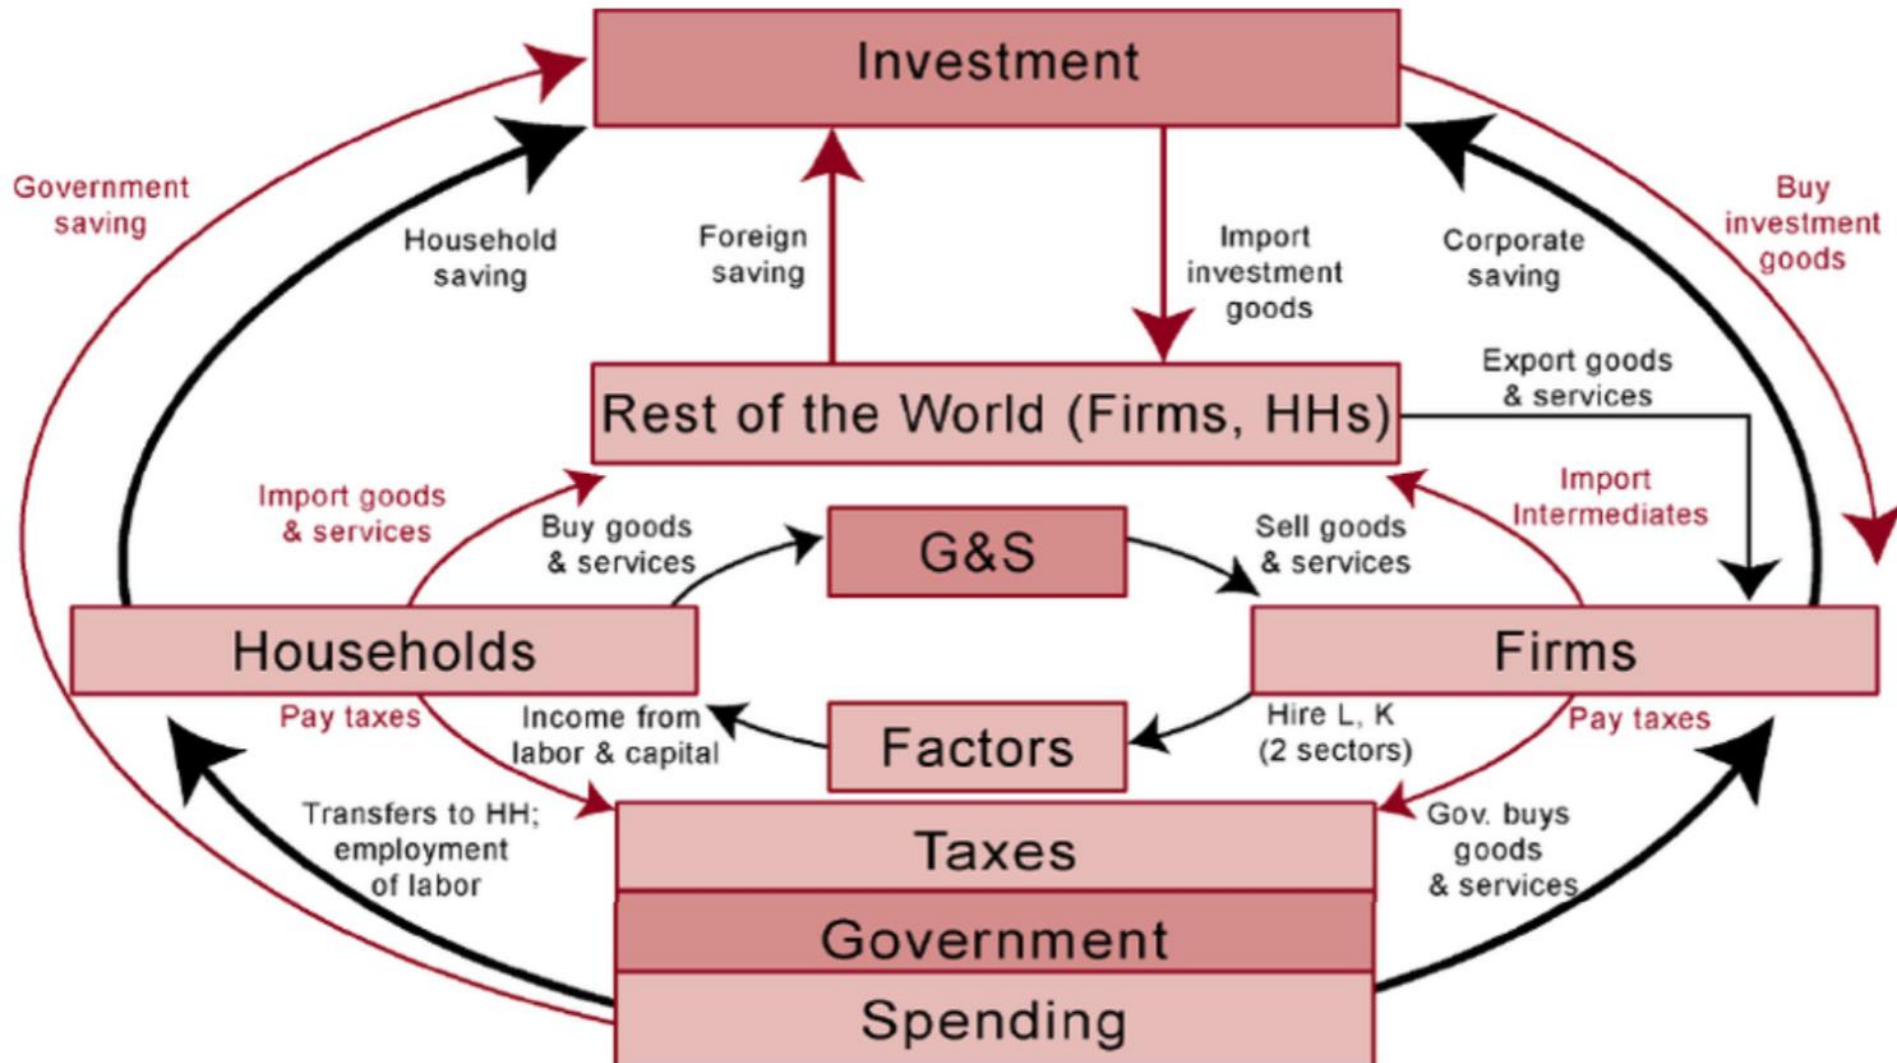 Investment
Government
saving
Household
saving
Foreign
saving
Import
investment
goods
Corporate
saving
Buy
investment
goods
Export goods
& services
Rest of the World (Firms, HHs)
Import goods
& services
Buy goods
& services
G&S
Sell goods
& services
Import
Intermediates
Households
Firms
Pay taxes
Income from
labor & capital
Factors
Hire L, K
(2 sectors)
Pay taxes
Transfers to HH;
employment
of labor
Taxes
Gov. buys
goods
& services
Government
Spending